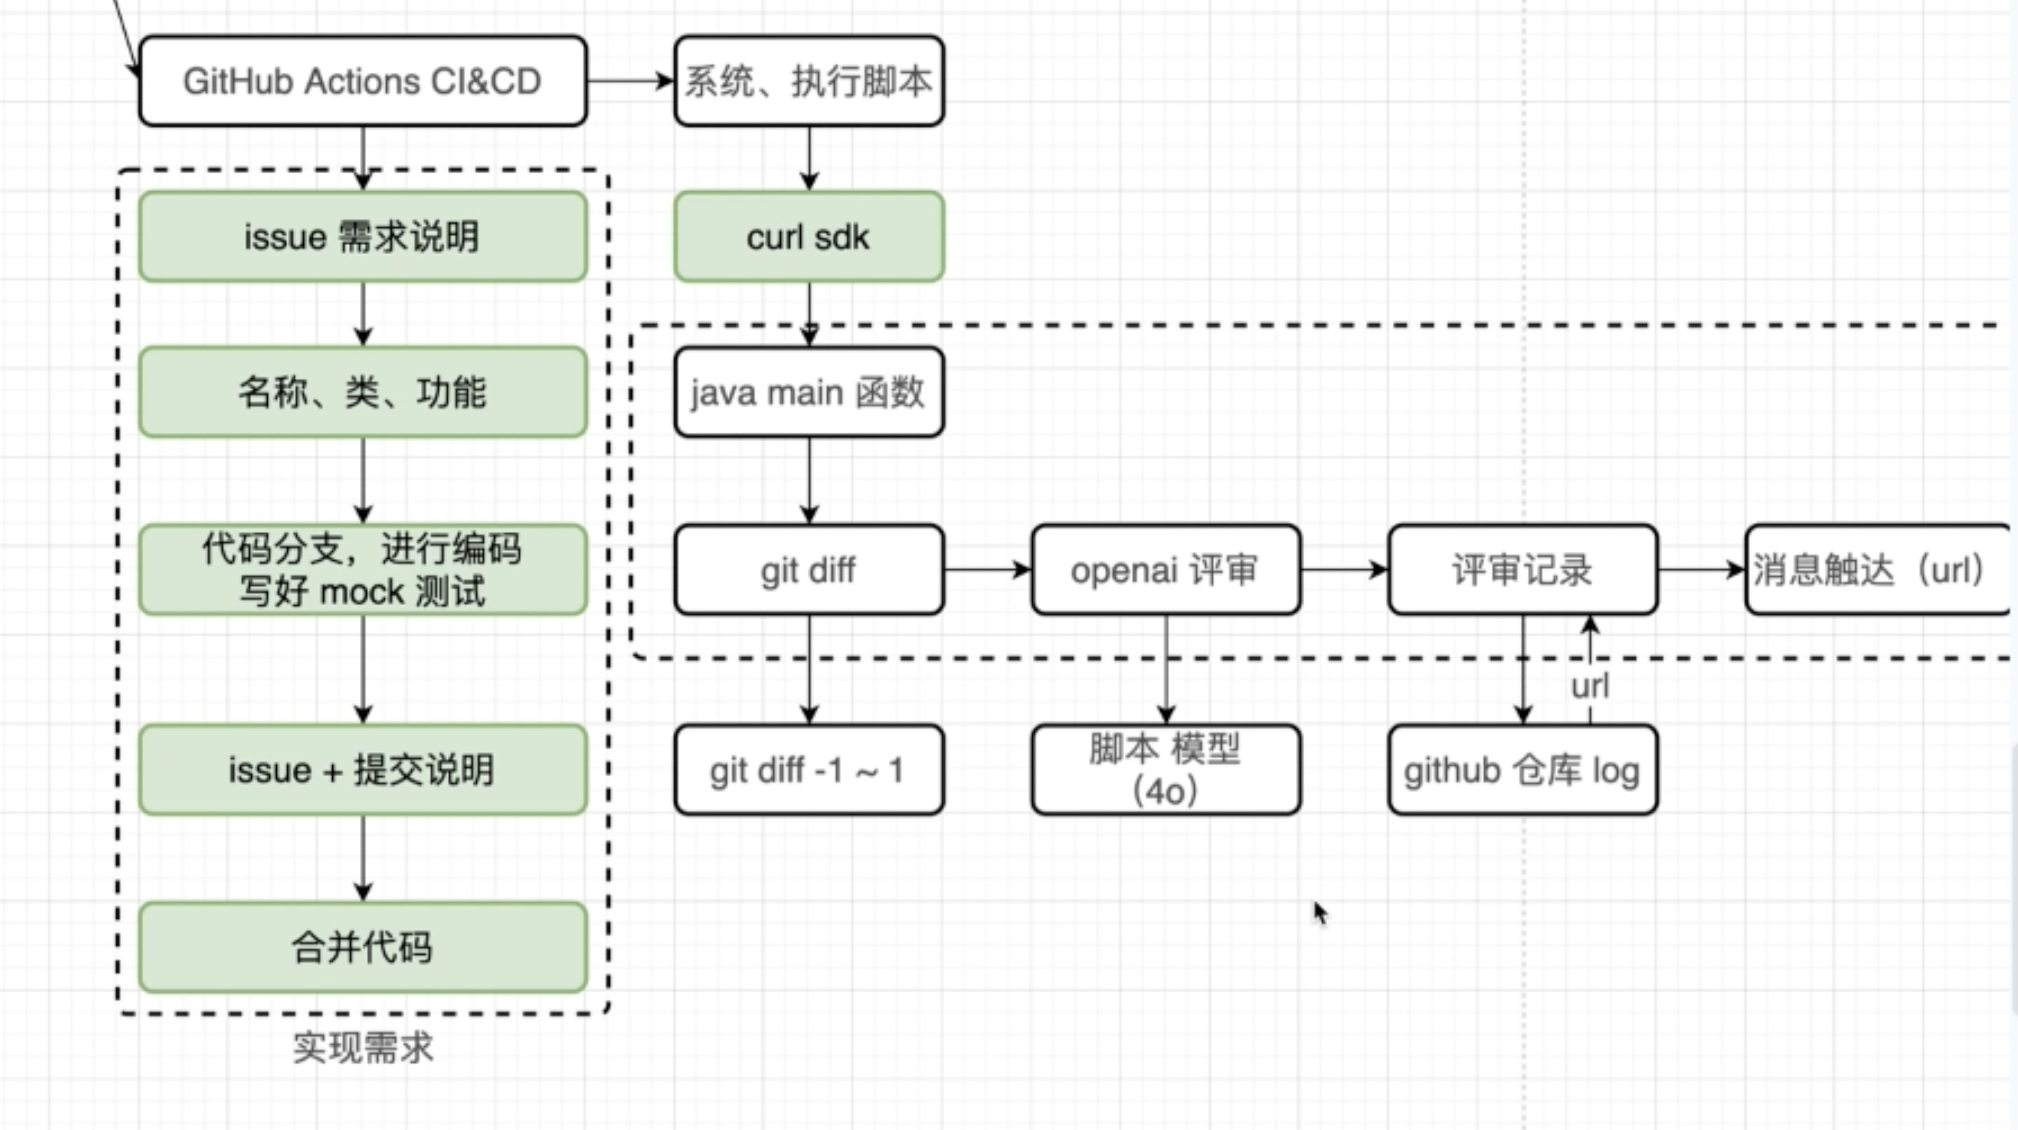 GitHub Actions CI&CD
系统、执行脚本
issue 需求说明
curl sdk
名称、类、功能
java main 函数
代码分支，进行编码
写好 mock 测试
git diff
openai 评审
评审记录
消息触达（url）
url
issue + 提交说明
git diff -1 ~ 1
脚本 模型
（4o）
github 仓库 log
合并代码
实现需求